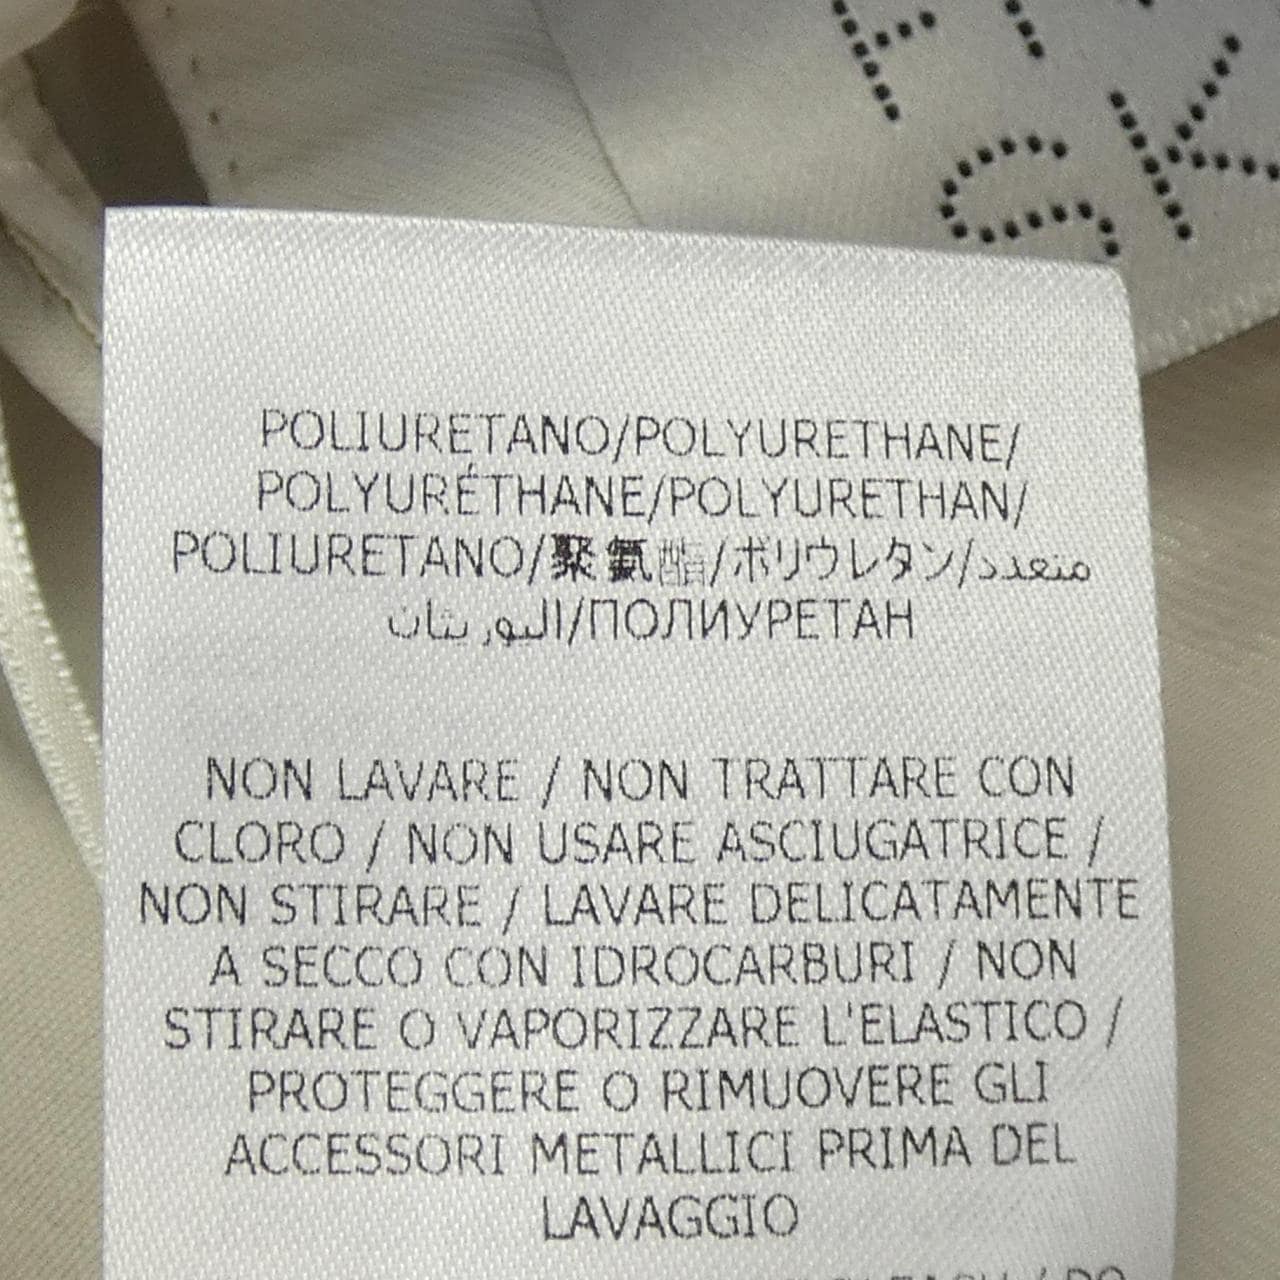 SK
POLIURETANO/POLYURETHANE/
POLYURÉTHANE/POLYURETHAN/
POLIURETANO/聚氨酯/ポリウレタン/متعدد
اليوريثان/ПОЛИУРЕТАН
NON LAVARE / NON TRATTARE CON
CLORO / NON USARE ASCIUGATRICE /
NON STIRARE / LAVARE DELICATAMENTE
A SECCO CON IDROCARBURI / NON
STIRARE O VAPORIZZARE L'ELASTICO /
PROTEGGERE O RIMUOVERE GLI
ACCESSORI METALLICI PRIMA DEL
LAVAGGIO